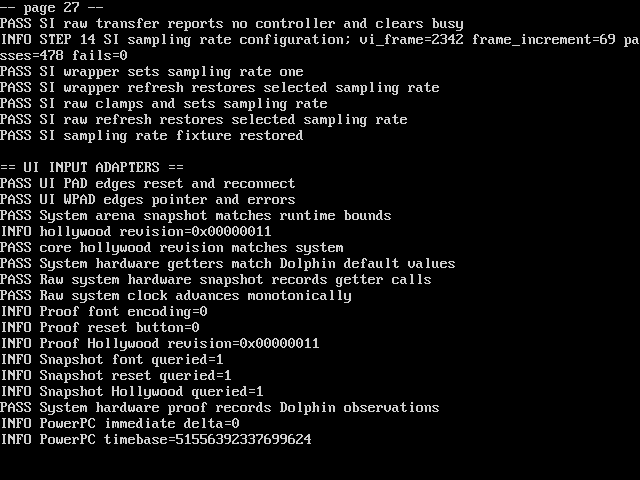 -- page 27 --
PASS SI raw transfer reports no controller and clears busy
INFO STEP 14 SI sampling rate configuration; vi_frame=2342 frame_increment=69 pa
sses=478 fails=0
PASS SI wrapper sets sampling rate one
PASS SI wrapper refresh restores selected sampling rate
PASS SI raw clamps and sets sampling rate
PASS SI raw refresh restores selected sampling rate
PASS SI sampling rate fixture restored
== UI INPUT ADAPTERS ==
PASS UI PAD edges reset and reconnect
PASS UI WPAD edges pointer and errors
PASS System arena snapshot matches runtime bounds
INFO hollywood revision=0x00000011
PASS core hollywood revision matches system
PASS System hardware getters match Dolphin default values
PASS Raw system hardware snapshot records getter calls
PASS Raw system clock advances monotonically
INFO Proof font encoding=0
INFO Proof reset button=0
INFO Proof Hollywood revision=0x00000011
INFO Snapshot font queried=1
INFO Snapshot reset queried=1
INFO Snapshot Hollywood queried=1
PASS System hardware proof records Dolphin observations
INFO PowerPC immediate delta=0
INFO PowerPC timebase=51556392337699624